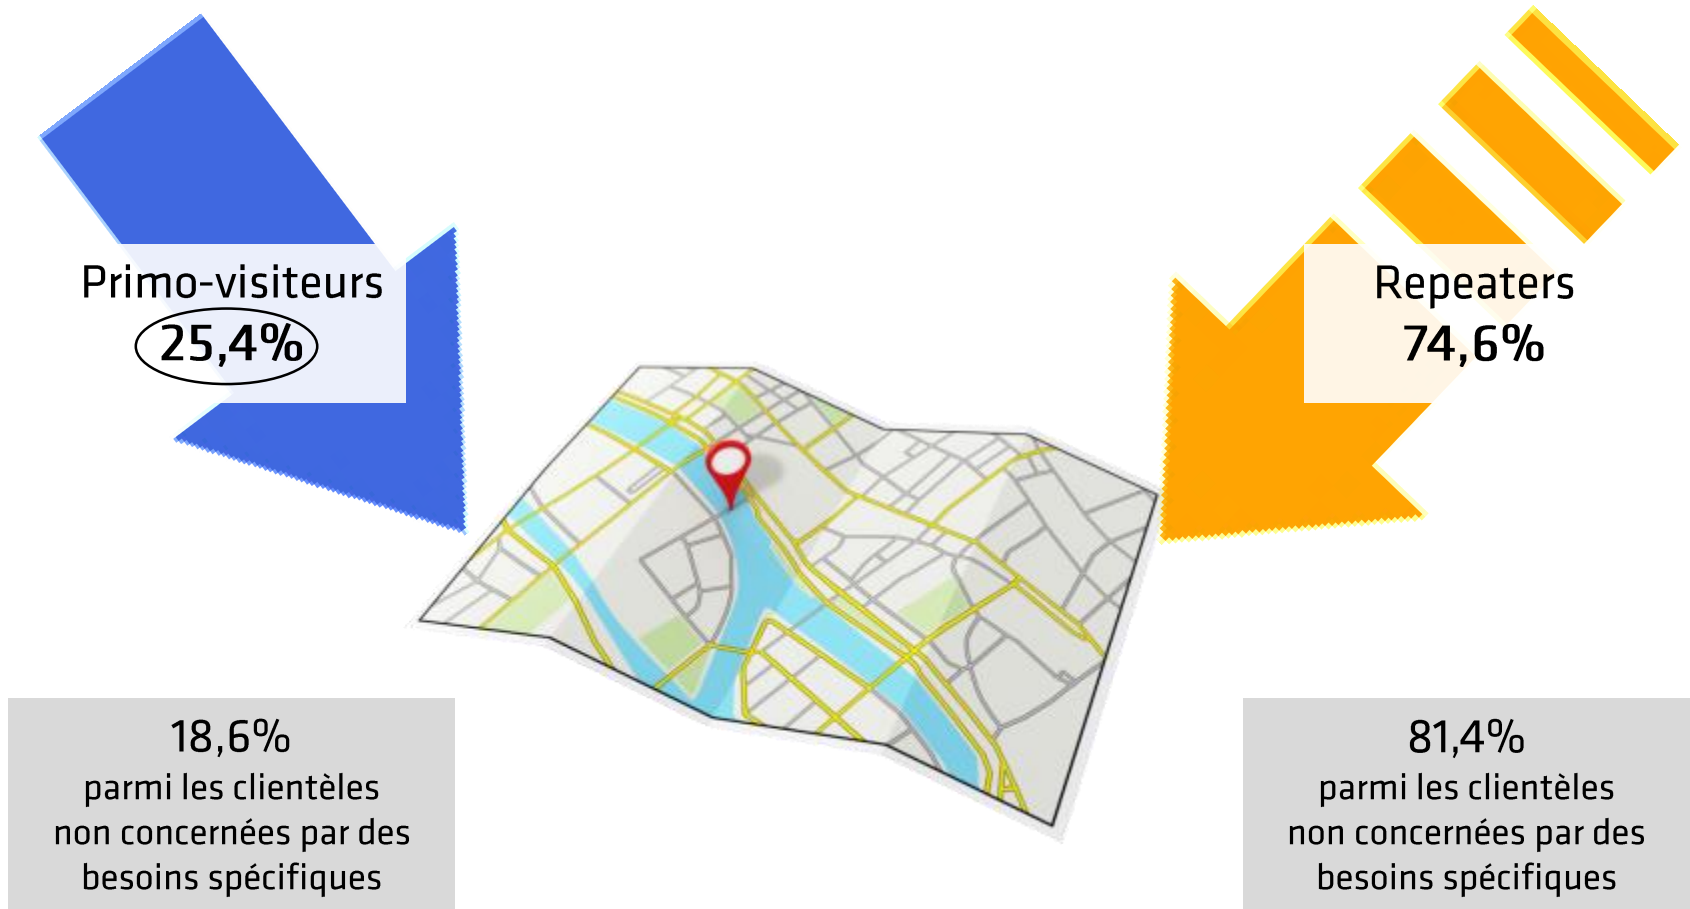 Primo-visiteurs
25,4%
Repeaters
74,6%
18,6%
parmi les clientèles
non concernées par des
besoins spécifiques
81,4%
parmi les clientèles
non concernées par des
besoins spécifiques